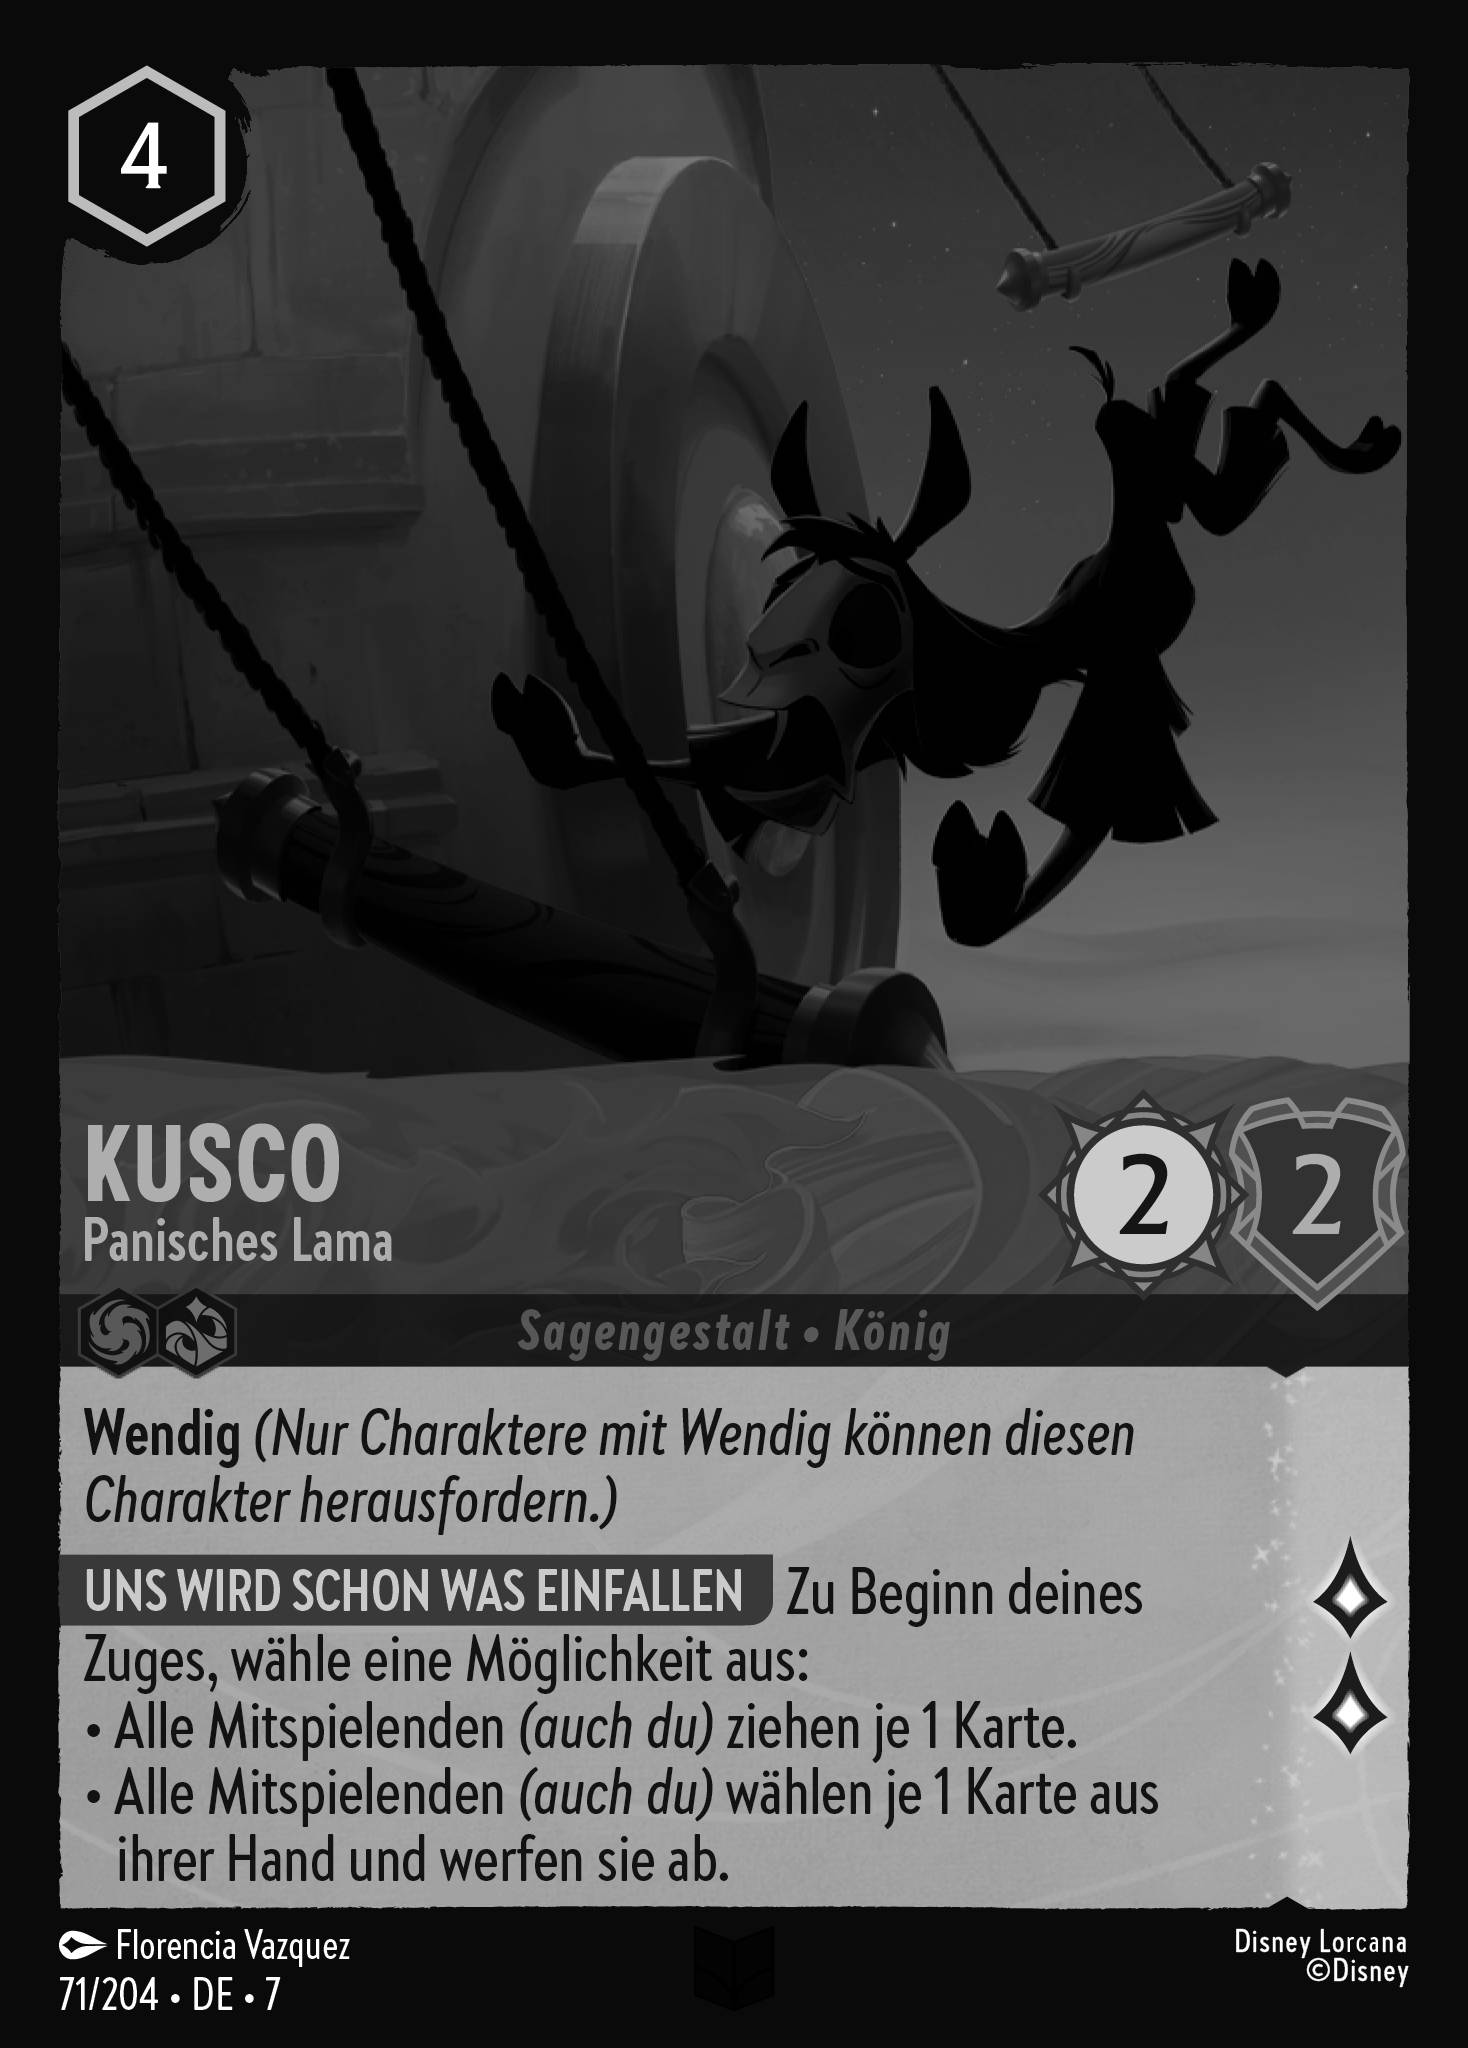 4
KUSCO
Panisches Lama
2 2
Sagengestalt • König
Wendig (Nur Charaktere mit Wendig können diesen
Charakter herausfordern.)
UNS WIRD SCHON WAS EINFALLEN Zu Beginn deines
Zuges, wähle eine Möglichkeit aus:
• Alle Mitspielenden (auch du) ziehen je 1 Karte.
• Alle Mitspielenden (auch du) wählen je 1 Karte aus
ihrer Hand und werfen sie ab.
Florencia Vazquez
71/204 • DE • 7
Disney Lorcana
©Disney